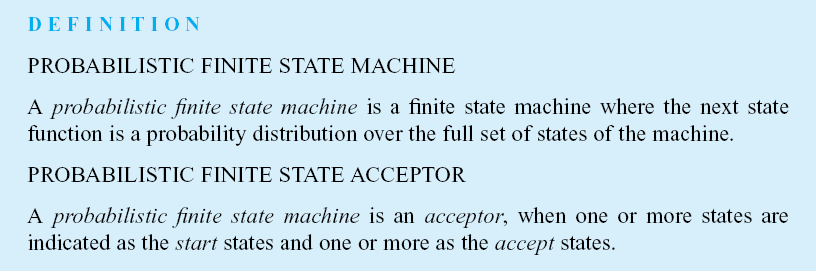 DEFINITION
PROBABILISTIC FINITE STATE MACHINE
A probabilistic finite state machine is a finite state machine where the next state
function is a probability distribution over the full set of states of the machine.
PROBABILISTIC FINITE STATE ACCEPTOR
A probabilistic finite state machine is an acceptor, when one or more states are
indicated as the start states and one or more as the accept states.